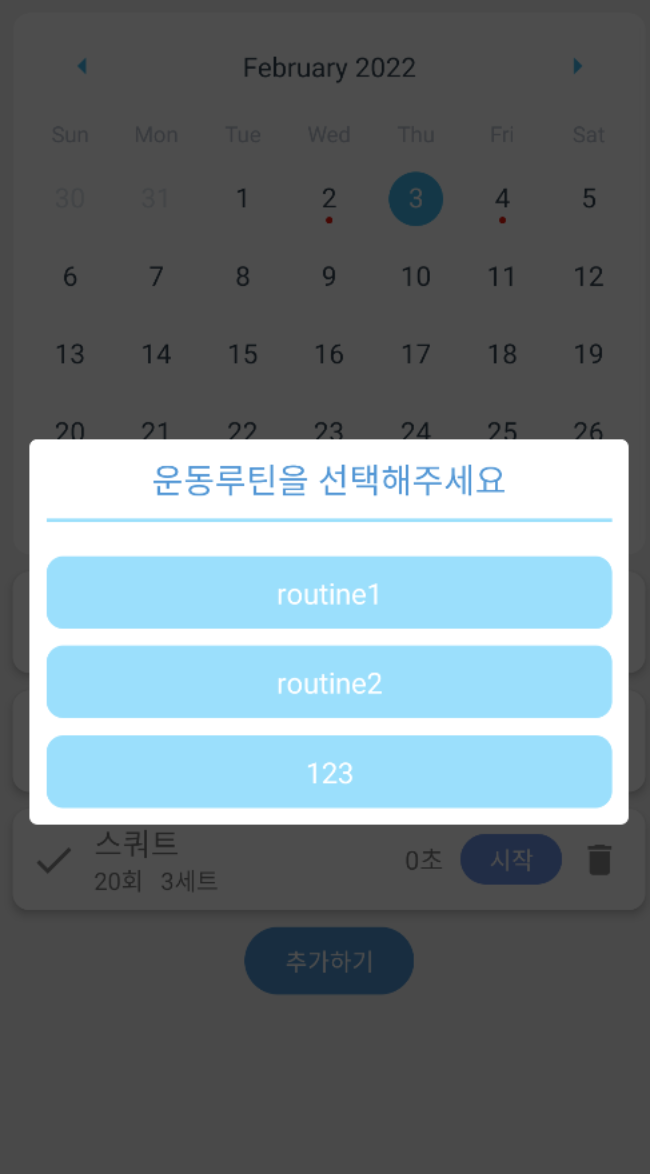 February 2022
Sun Mon Tue Wed Thu Fri Sat
30 31 1 2 3 4 5
6 7 8 9 10 11 12
13 14 15 16 17 18 19
20 21 22 23 24 25 26
운동루틴을 선택해주세요
routine1
routine2
123
스쿼트
20회 3세트
0초
시작
추가하기